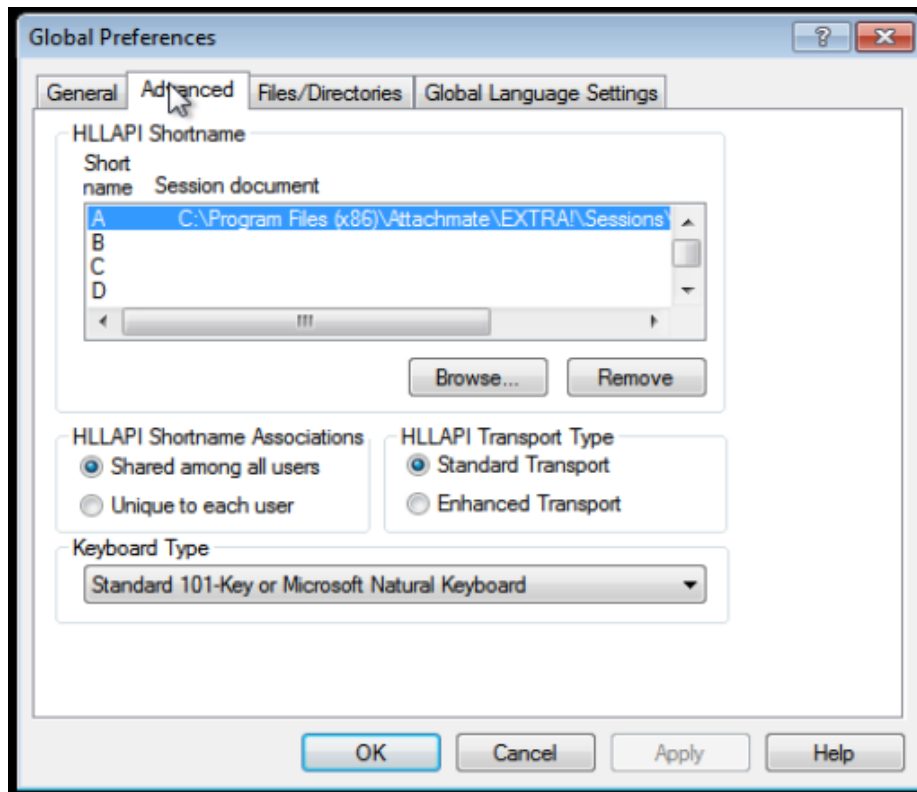 Global Preferences
General Advanced Files/Directories Global Language Settings
HLLAPI Shortname
Short
name Session document
A C:\Program Files (x86)\Attachmate\EXTRA!\Sessions\
B
C
D
Browse... Remove
HLLAPI Shortname Associations HLLAPI Transport Type
Shared among all users Standard Transport
Unique to each user Enhanced Transport
Keyboard Type
Standard 101-Key or Microsoft Natural Keyboard
OK Cancel Apply Help